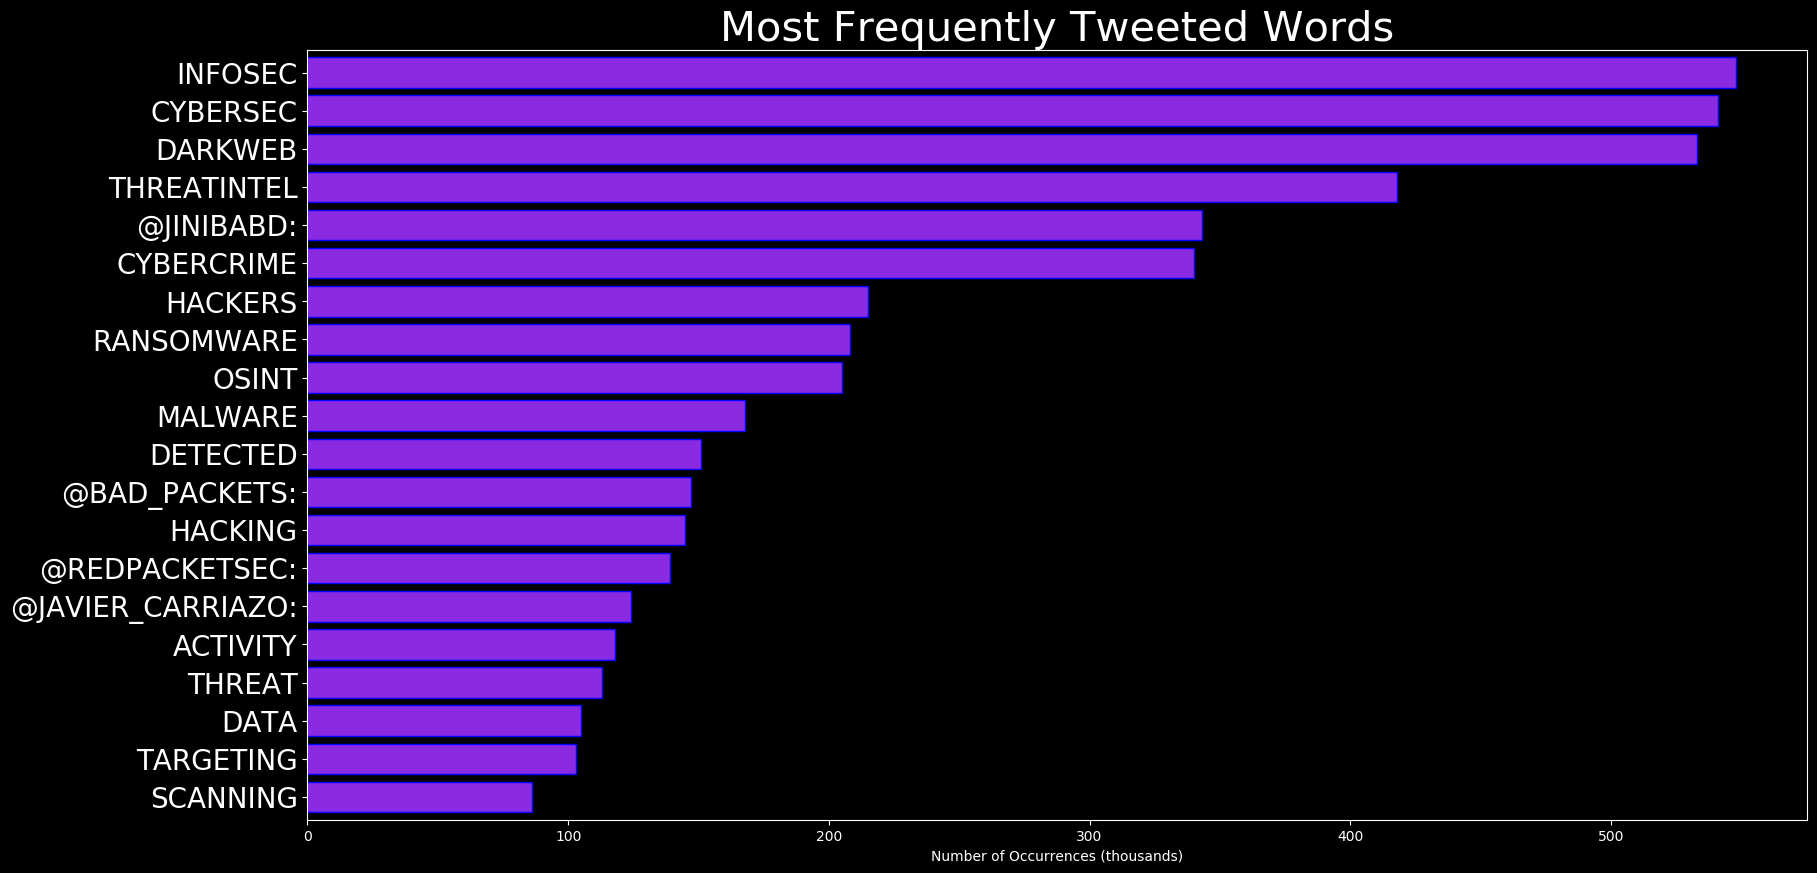 Most Frequently Tweeted Words
INFOSEC
CYBERSEC
DARKWEB
THREATINTEL
@JINIBABD:
CYBERCRIME
HACKERS
RANSOMWARE
OSINT
MALWARE
DETECTED
@BAD_PACKETS:
HACKING
@REDPACKETSEC:
@JAVIER_CARRIAZO:
ACTIVITY
THREAT
DATA
TARGETING
SCANNING
0 100 200 300 400 500
Number of Occurrences (thousands)